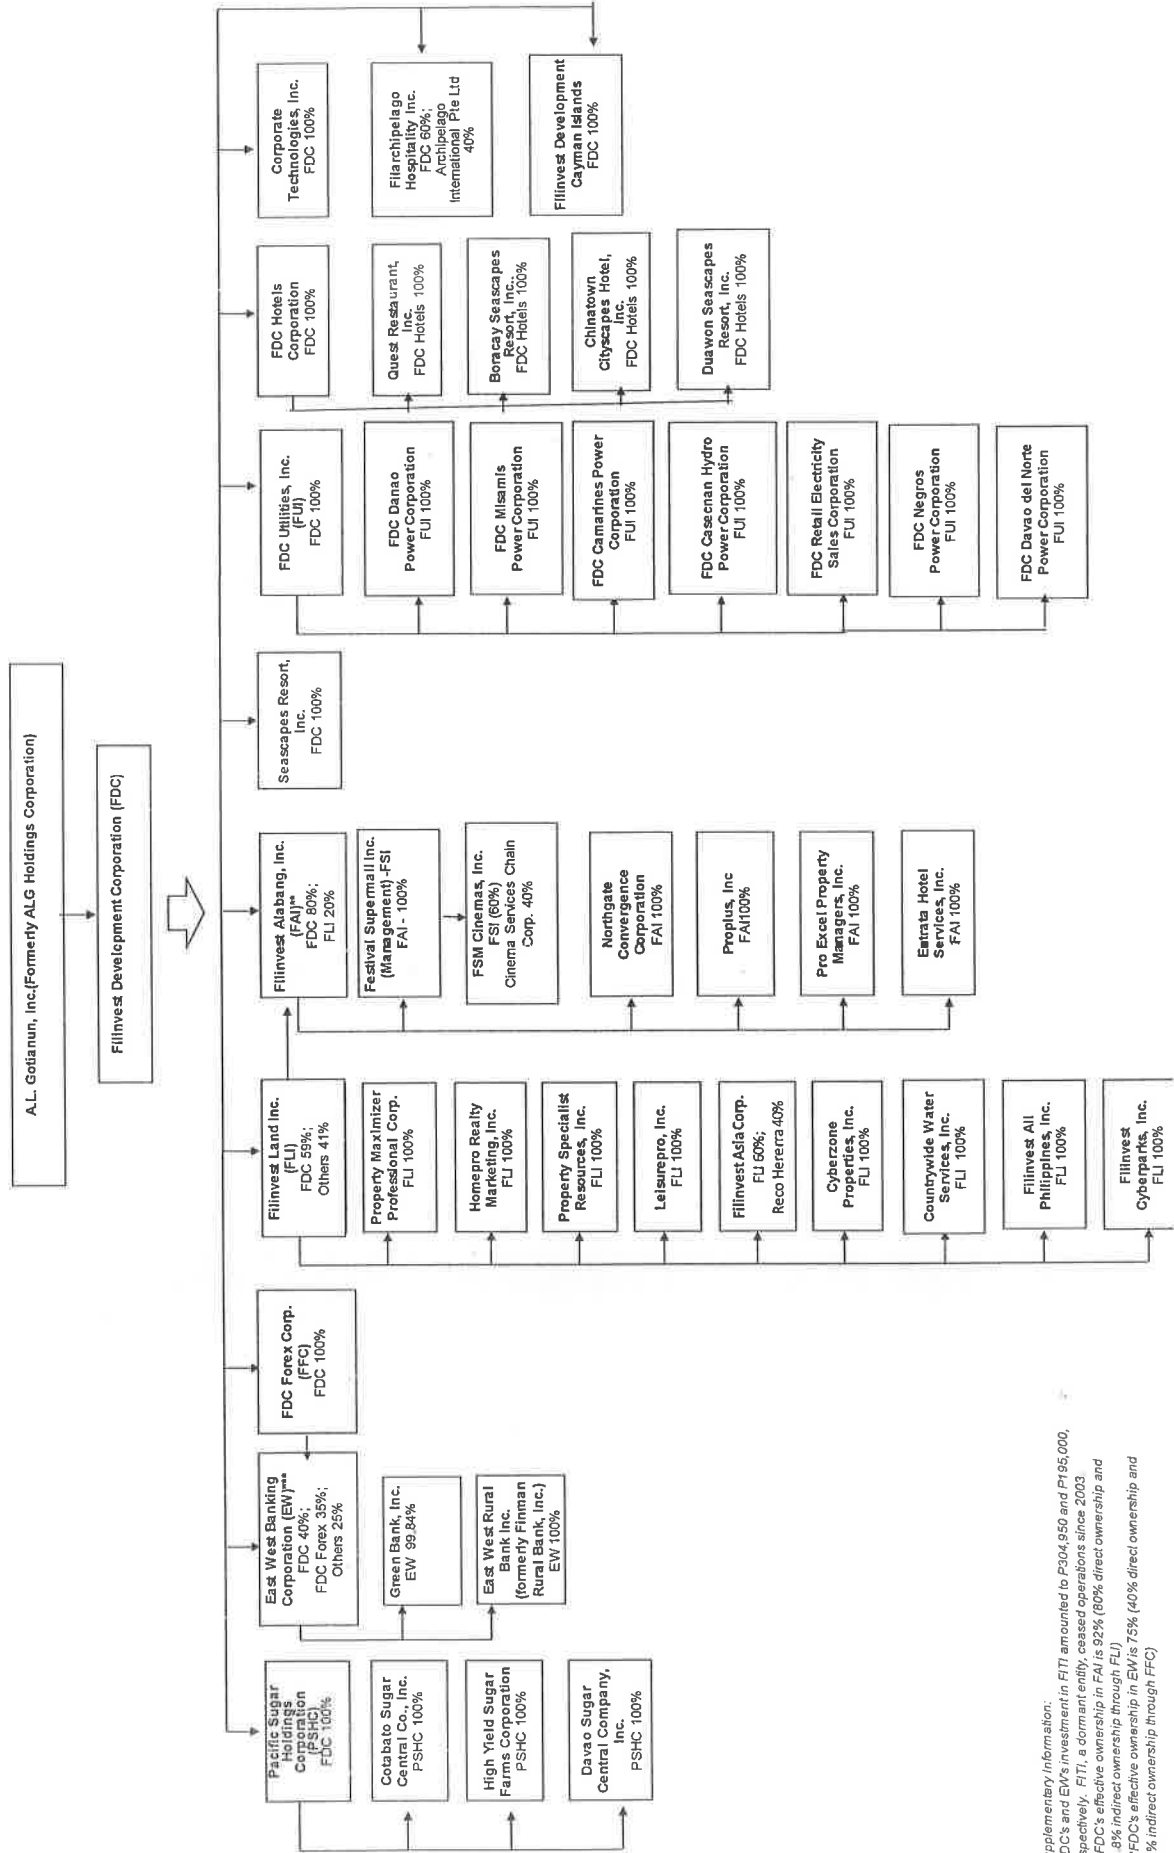 A.L. Gotianun, Inc.(Formerly ALG Holdings Corporation)
Filinvest Development Corporation (FDC)
Pacific Sugar
Holdings
Corporation
(PSHC)
FDC 100%
Cotabato Sugar
Central Co., Inc.
PSHC 100%
High Yield Sugar
Farms Corporation
PSHC 100%
Davao Sugar
Central Company,
Inc.
PSHC 100%
East West Banking
Corporation (EW)***
FDC 40%;
FDC Forex 35%;
Others 25%
Green Bank, Inc.
EW 99.84%
East West Rural
Bank Inc.
(formerly Finman
Rural Bank, Inc.)
EW 100%
FDC Forex Corp.
(FFC)
FDC 100%
Filinvest Land Inc.
(FLI)
FDC 59%;
Others 41%
Property Maximizer
Professional Corp.
FLI 100%
Homepro Realty
Marketing, Inc.
FLI 100%
Property Specialist
Resources, Inc.
FLI 100%
Leisurepro, Inc.
FLI 100%
Filinvest Asia Corp.
FLI 60%;
Reco Hererra 40%
Cyberzone
Properties, Inc.
FLI 100%
Countrywide Water
Services, Inc.
FLI 100%
Filinvest All
Philippines, Inc.
FLI 100%
Filinvest
Cyberparks, Inc.
FLI 100%
Filinvest Alabang, Inc.
(FAI)**
FDC 80%;
FLI 20%
Festival Supermall Inc.
(Management) -FSI
FAI - 100%
FSM Cinemas, Inc.
FSI (60%)
Cinema Services Chain
Corp. 40%
Northgate
Convergence
Corporation
FAI 100%
Proplus, Inc
FAI100%
Pro Excel Property
Managers, Inc.
FAI 100%
Entrata Hotel
Services, Inc.
FAI 100%
Seascapes Resort,
Inc.
FDC 100%
FDC Utilities, Inc.
(FUI)
FDC 100%
FDC Danao
Power Corporation
FUI 100%
FDC Misamis
Power Corporation
FUI 100%
FDC Camarines Power
Corporation
FUI 100%
FDC Casecnan Hydro
Power Corporation
FUI 100%
FDC Retail Electricity
Sales Corporation
FUI 100%
FDC Negros
Power Corporation
FUI 100%
FDC Davao del Norte
Power Corporation
FUI 100%
FDC Hotels
Corporation
FDC 100%
Quest Restaurant,
Inc.
FDC Hotels 100%
Boracay Seascapes
Resort, Inc..
FDC Hotels 100%
Chinatown
Cityscapes Hotel,
Inc.
FDC Hotels 100%
Duawon Seascapes
Resort, Inc.
FDC Hotels 100%
Corporate
Technologies, Inc.
FDC 100%
Filarchipelago
Hospitality Inc.
FDC 60%;
Archipelago
International Pte Ltd
40%
Filinvest Development
Cayman Islands
FDC 100%
pplementary Information:
DC's and EW's investment in FITI amounted to P304,950 and P195,000,
spectively. FITI, a dormant entity, ceased operations since 2003
FDC's effective ownership in FAI is 92% (80% direct ownership and
.8% indirect ownership through FLI)
FDC's effective ownership in EW is 75% (40% direct ownership and
% indirect ownership through FFC)